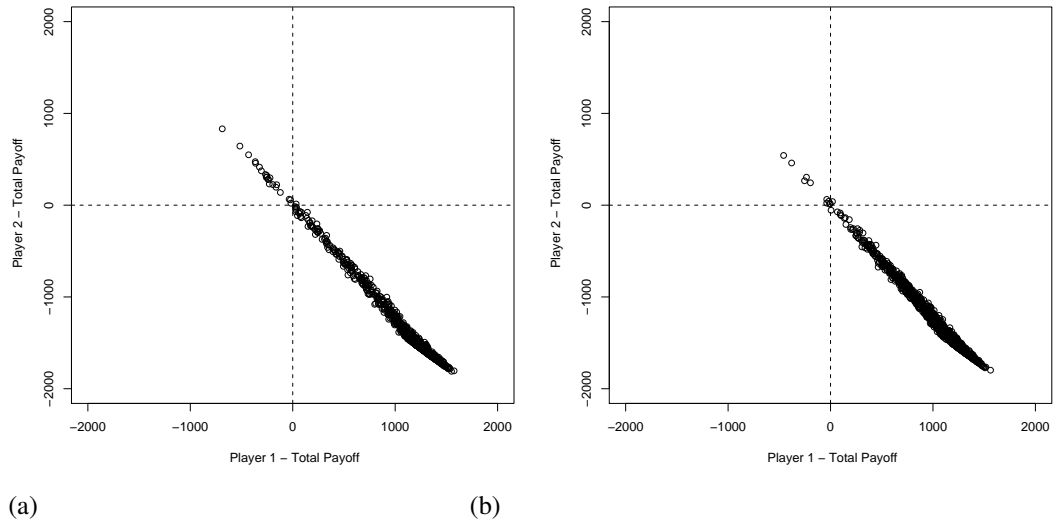 2000
1000
0
−1000
−2000
Player 2 − Total Payoff
−2000 −1000 0 1000 2000
Player 1 − Total Payoff
(a)
2000
1000
0
−1000
−2000
Player 2 − Total Payoff
−2000 −1000 0 1000 2000
Player 1 − Total Payoff
(b)